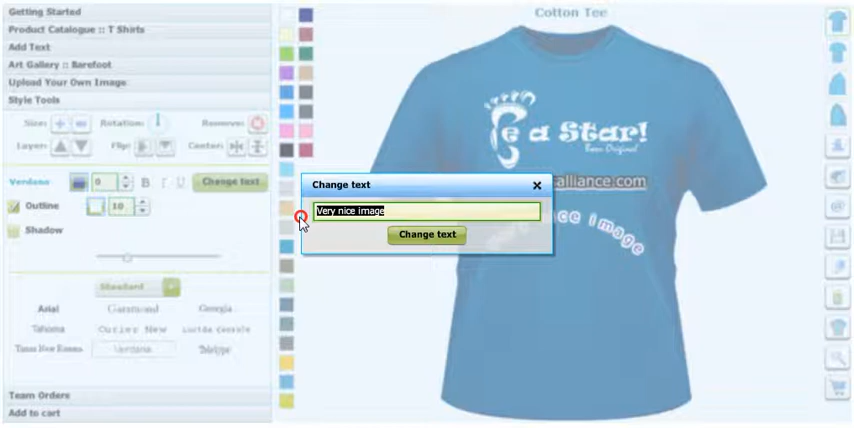 Getting Started
Product Catalogue :: T Shirts
Add Text
Art Gallery :: Barefoot
Upload Your Own Image
Style Tools
Size:
Rotation:
Remove:
Layer:
Flip:
Center:
Verdana
0
B
I
U
Change text
Outline
10
Shadow
Standard
Arial
Garamond
Georgia
Tahoma
Courier New
Lucida Console
Times New Roman
Verdana
Team Orders
Add to cart
Cotton Tee
Be a Star!
Born Original
alliance.com
ce image
Change text
Very nice image
Change text